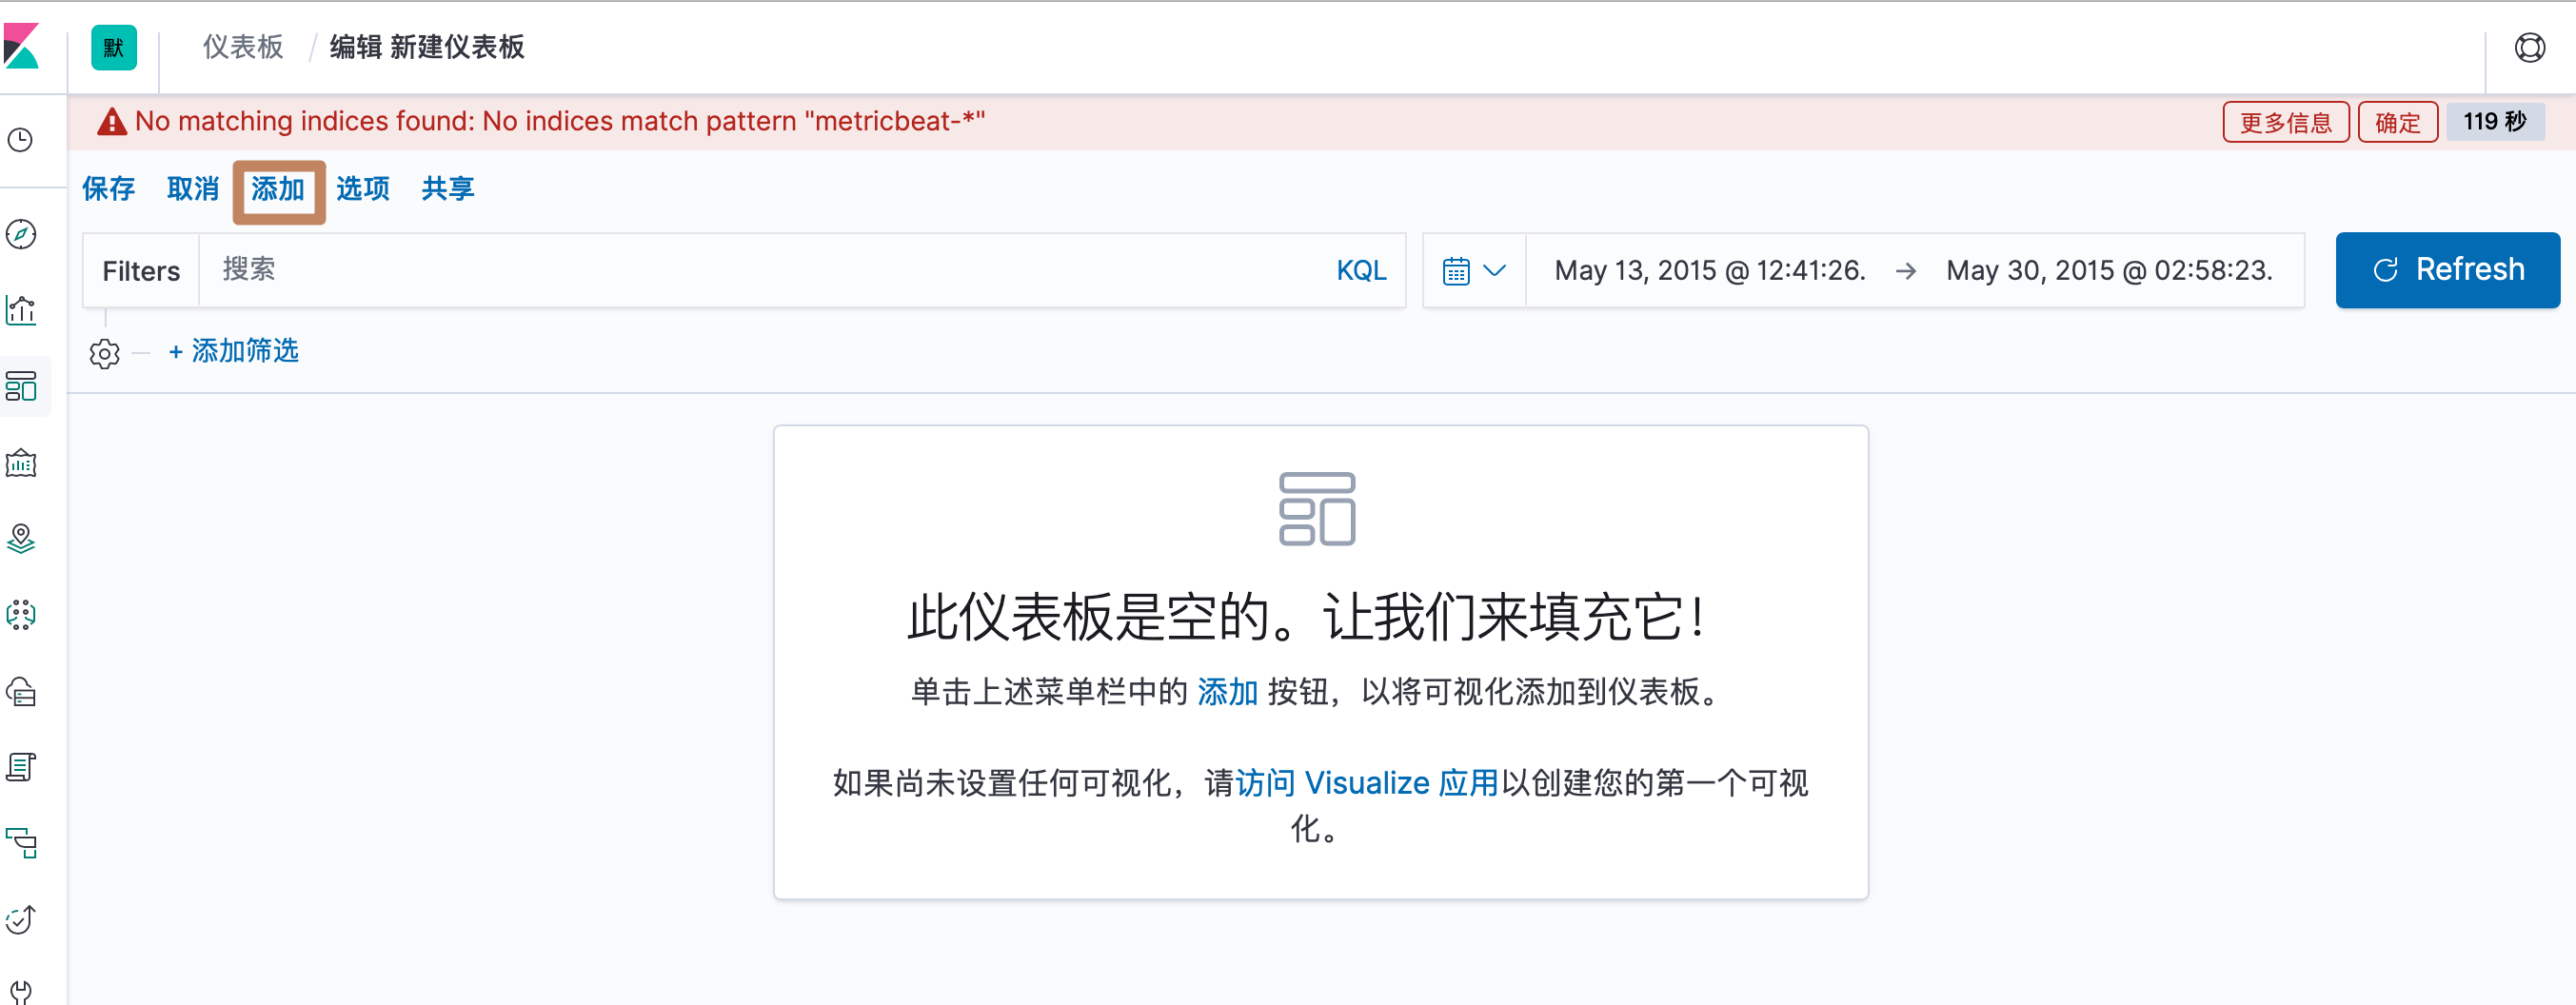 默
仪表板 / 编辑 新建仪表板
No matching indices found: No indices match pattern "metricbeat-*"
更多信息 确定 119 秒
保存 取消 添加 选项 共享
Filters 搜索 KQL May 13, 2015 @ 12:41:26. → May 30, 2015 @ 02:58:23. Refresh
+ 添加筛选
此仪表板是空的。让我们来填充它！
单击上述菜单栏中的 添加 按钮，以将可视化添加到仪表板。
如果尚未设置任何可视化，请访问 Visualize 应用以创建您的第一个可视
化。